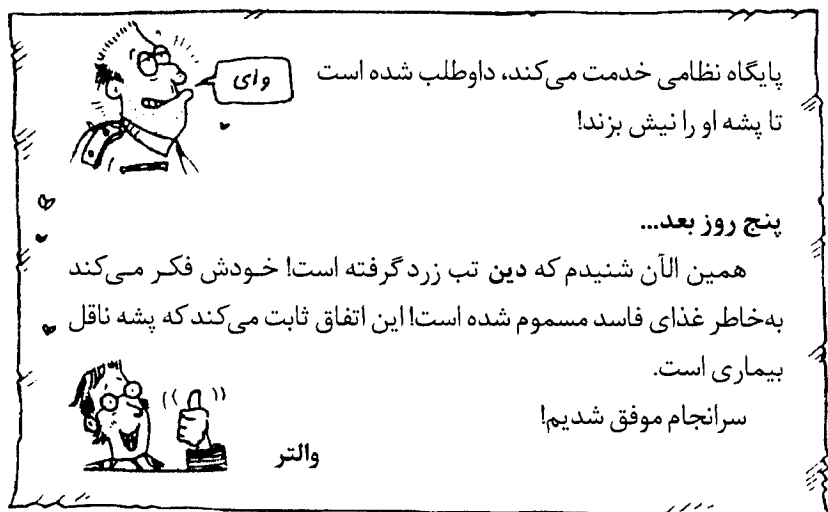 پایگاه نظامی خدمت می‌کند، داوطلب شده است
وای
تا پشه او را نیش بزند!
پنج روز بعد...
همین الآن شنیدم که دین تب زرد گرفته است! خودش فکر می‌کند
به‌خاطر غذای فاسد مسموم شده است! این اتفاق ثابت می‌کند که پشه ناقل
بیماری است.
سرانجام موفق شدیم!
والتر